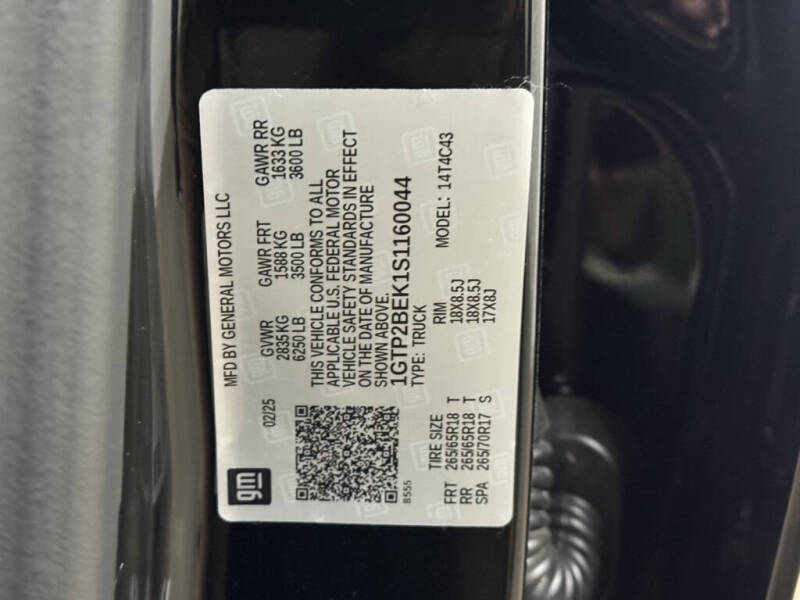 gm
02/25
MFD BY GENERAL MOTORS LLC
GVWR GAWR FRT GAWR RR
2835 KG 1588 KG 1633 KG
6250 LB 3500 LB 3600 LB
THIS VEHICLE CONFORMS TO ALL
APPLICABLE U.S. FEDERAL MOTOR
VEHICLE SAFETY STANDARDS IN EFFECT
ON THE DATE OF MANUFACTURE
SHOWN ABOVE.
1GTP2BEK1S1160044
TYPE: TRUCK MODEL: 14T4C43
8555
TIRE SIZE RIM
FRT 265/65R18 T 18X8.5J
RR 265/65R18 T 18X8.5J
SPA 265/70R17 S 17X8J